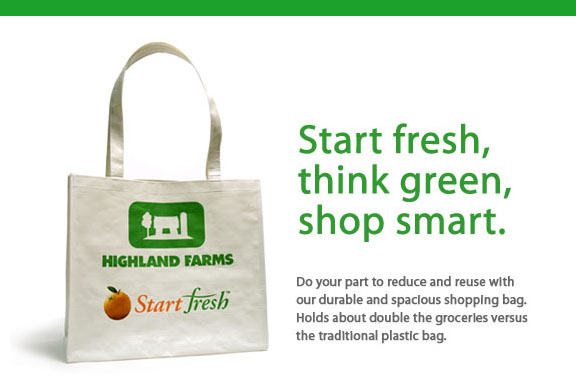 HIGHLAND FARMS
Start fresh™
Start fresh,
think green,
shop smart.
Do your part to reduce and reuse with
our durable and spacious shopping bag.
Holds about double the groceries versus
the traditional plastic bag.